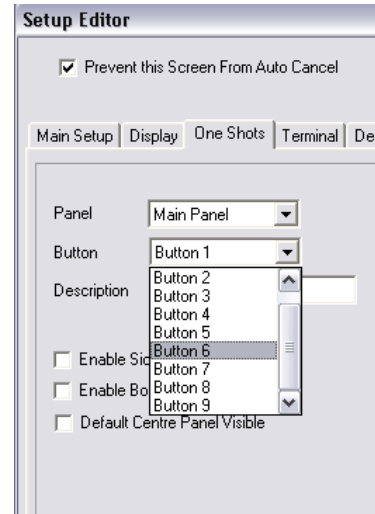 Setup Editor
Prevent this Screen From Auto Cancel
Main Setup Display One Shots Terminal De
Panel Main Panel
Button Button 1
Button 2
Description Button 3
Button 4
Button 5
Enable Sid Button 6
Button 7
Enable Bo Button 8
Button 9
Default Centre Panel Visible